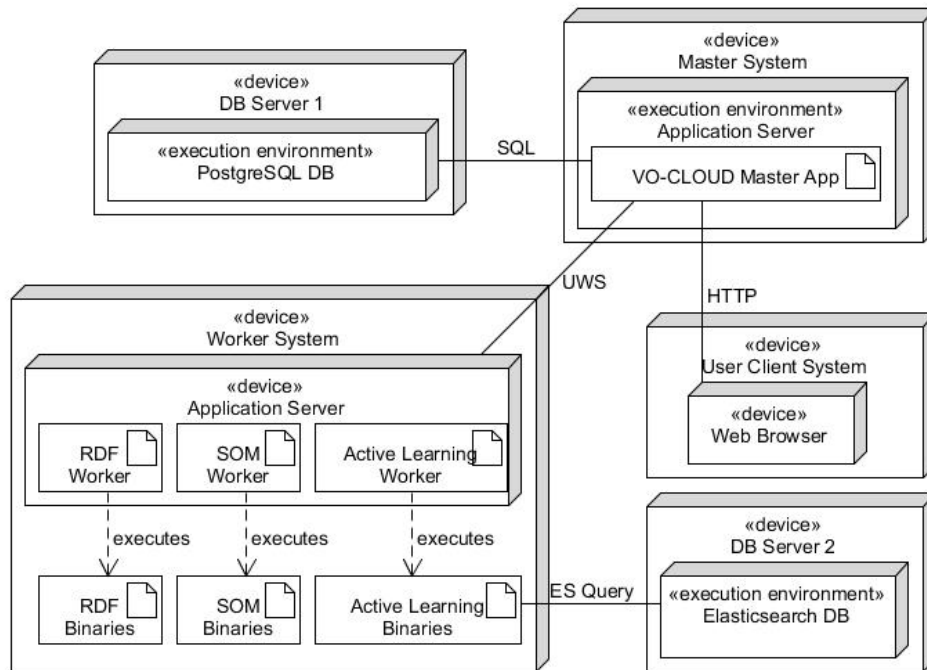 «device»
DB Server 1
«execution environment»
PostgreSQL DB
SQL
«device»
Master System
«execution environment»
Application Server
VO-CLOUD Master App
UWS
HTTP
«device»
Worker System
«device»
Application Server
RDF
Worker
SOM
Worker
Active Learning
Worker
executes
executes
executes
RDF
Binaries
SOM
Binaries
Active Learning
Binaries
«device»
User Client System
«device»
Web Browser
ES Query
«device»
DB Server 2
«execution environment»
Elasticsearch DB